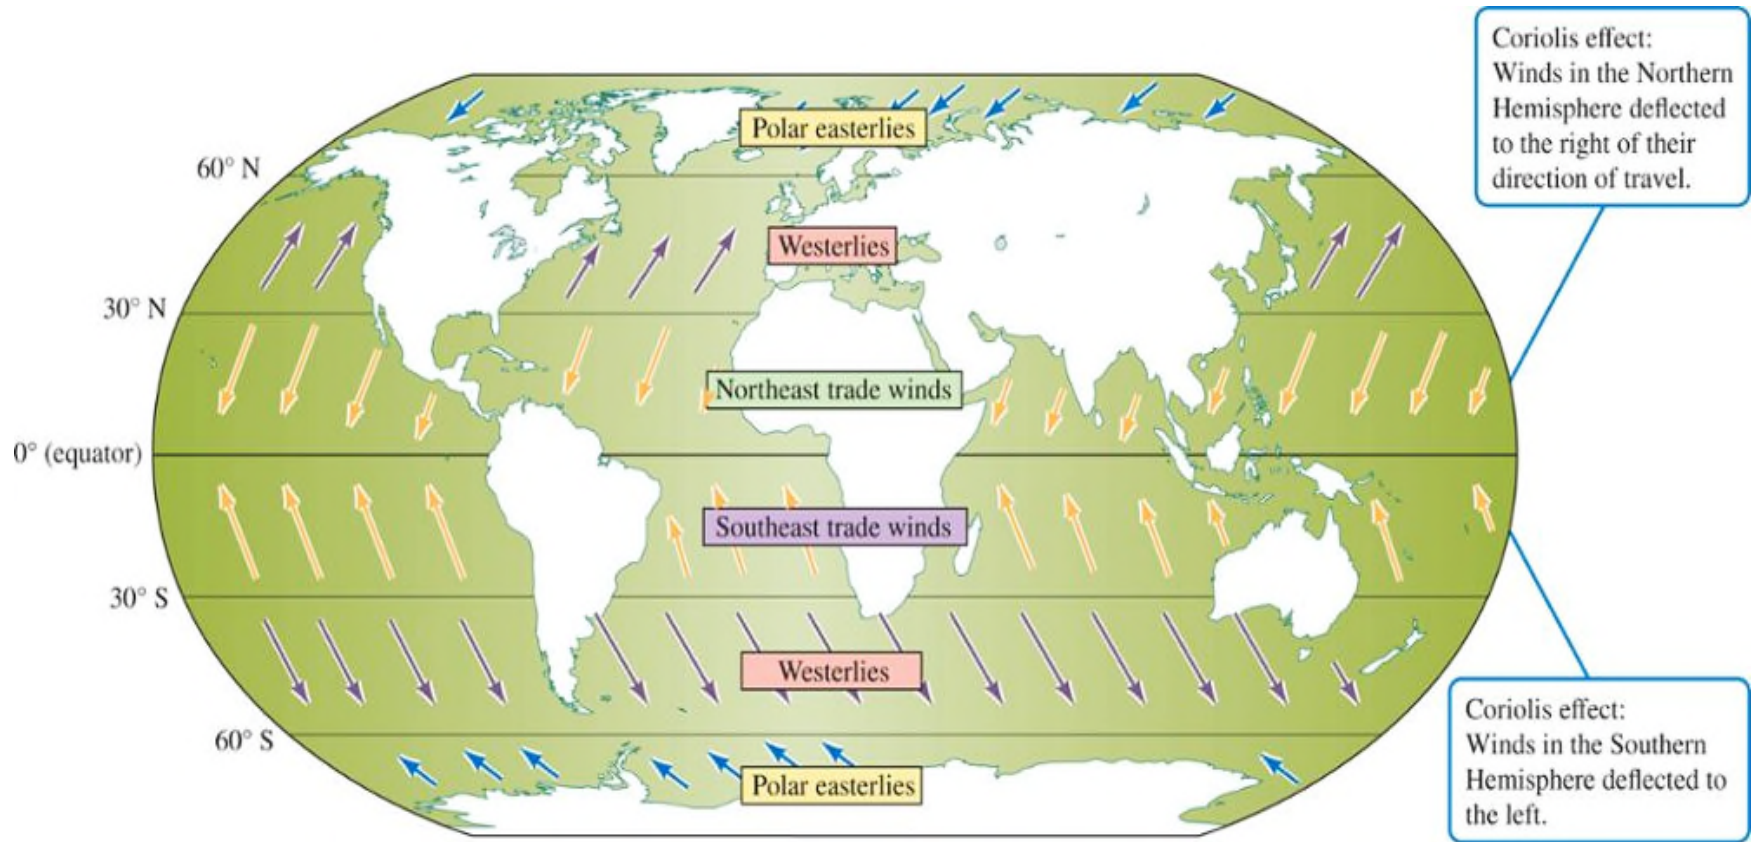 Coriolis effect:
Winds in the Northern
Hemisphere deflected
to the right of their
direction of travel.
Polar easterlies
60° N
Westerlies
30° N
Northeast trade winds
0° (equator)
Southeast trade winds
30° S
Westerlies
60° S
Polar easterlies
Coriolis effect:
Winds in the Southern
Hemisphere deflected to
the left.